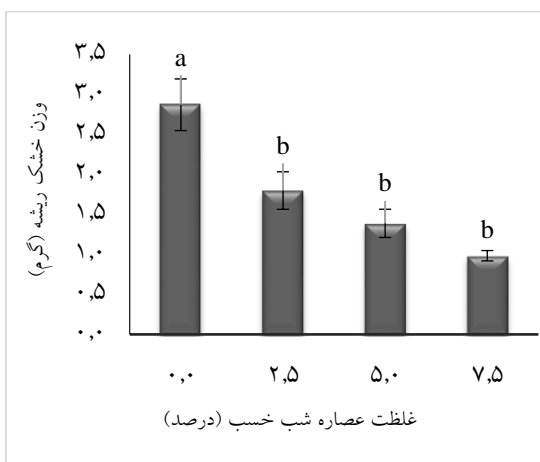 وزن خشک ریشه (گرم)
۳,۵
۳,۰
۲,۵
۲,۰
۱,۵
۱,۰
۰,۵
۰,۰
a
b
b
b
۰,۰ ۲,۵ ۵,۰ ۷,۵
غلظت عصاره شب خسب (درصد)